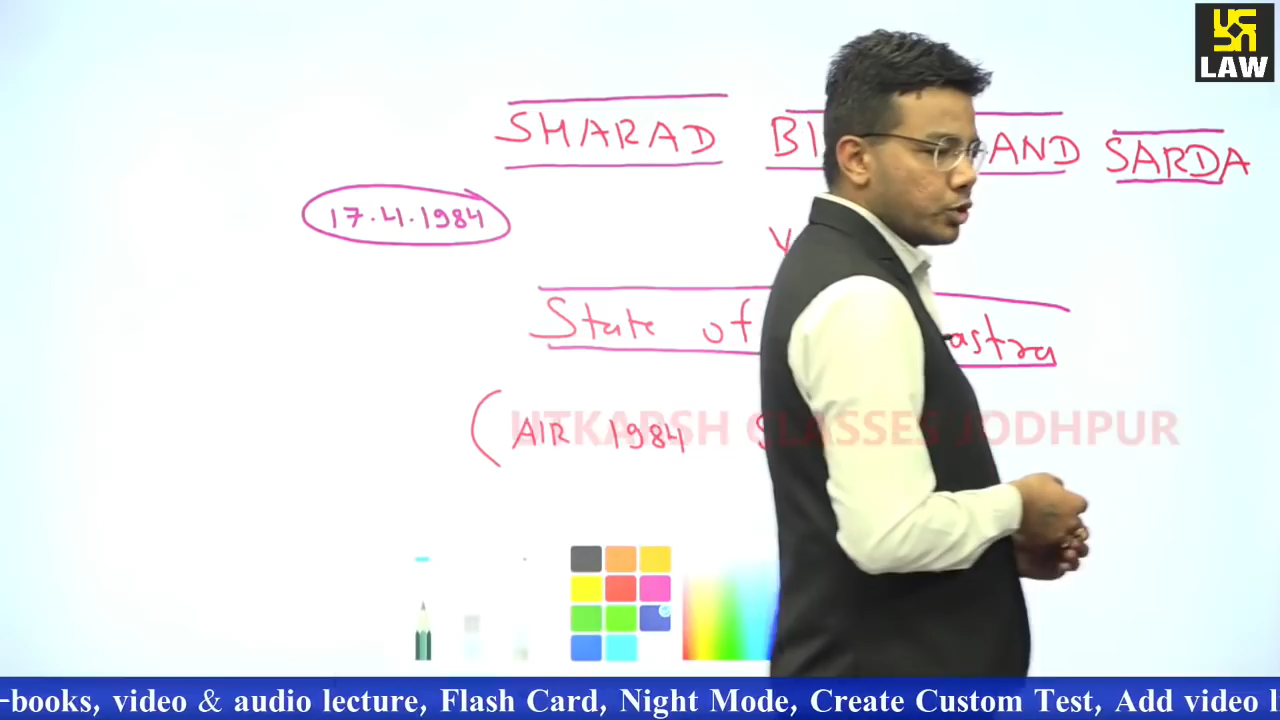 LAW
SHARAD BI AND SARDA
17.4.1984
V
State of astra
(AIR 1984 S
UTKARSH CLASSES JODHPUR
-books, video & audio lecture, Flash Card, Night Mode, Create Custom Test, Add video l